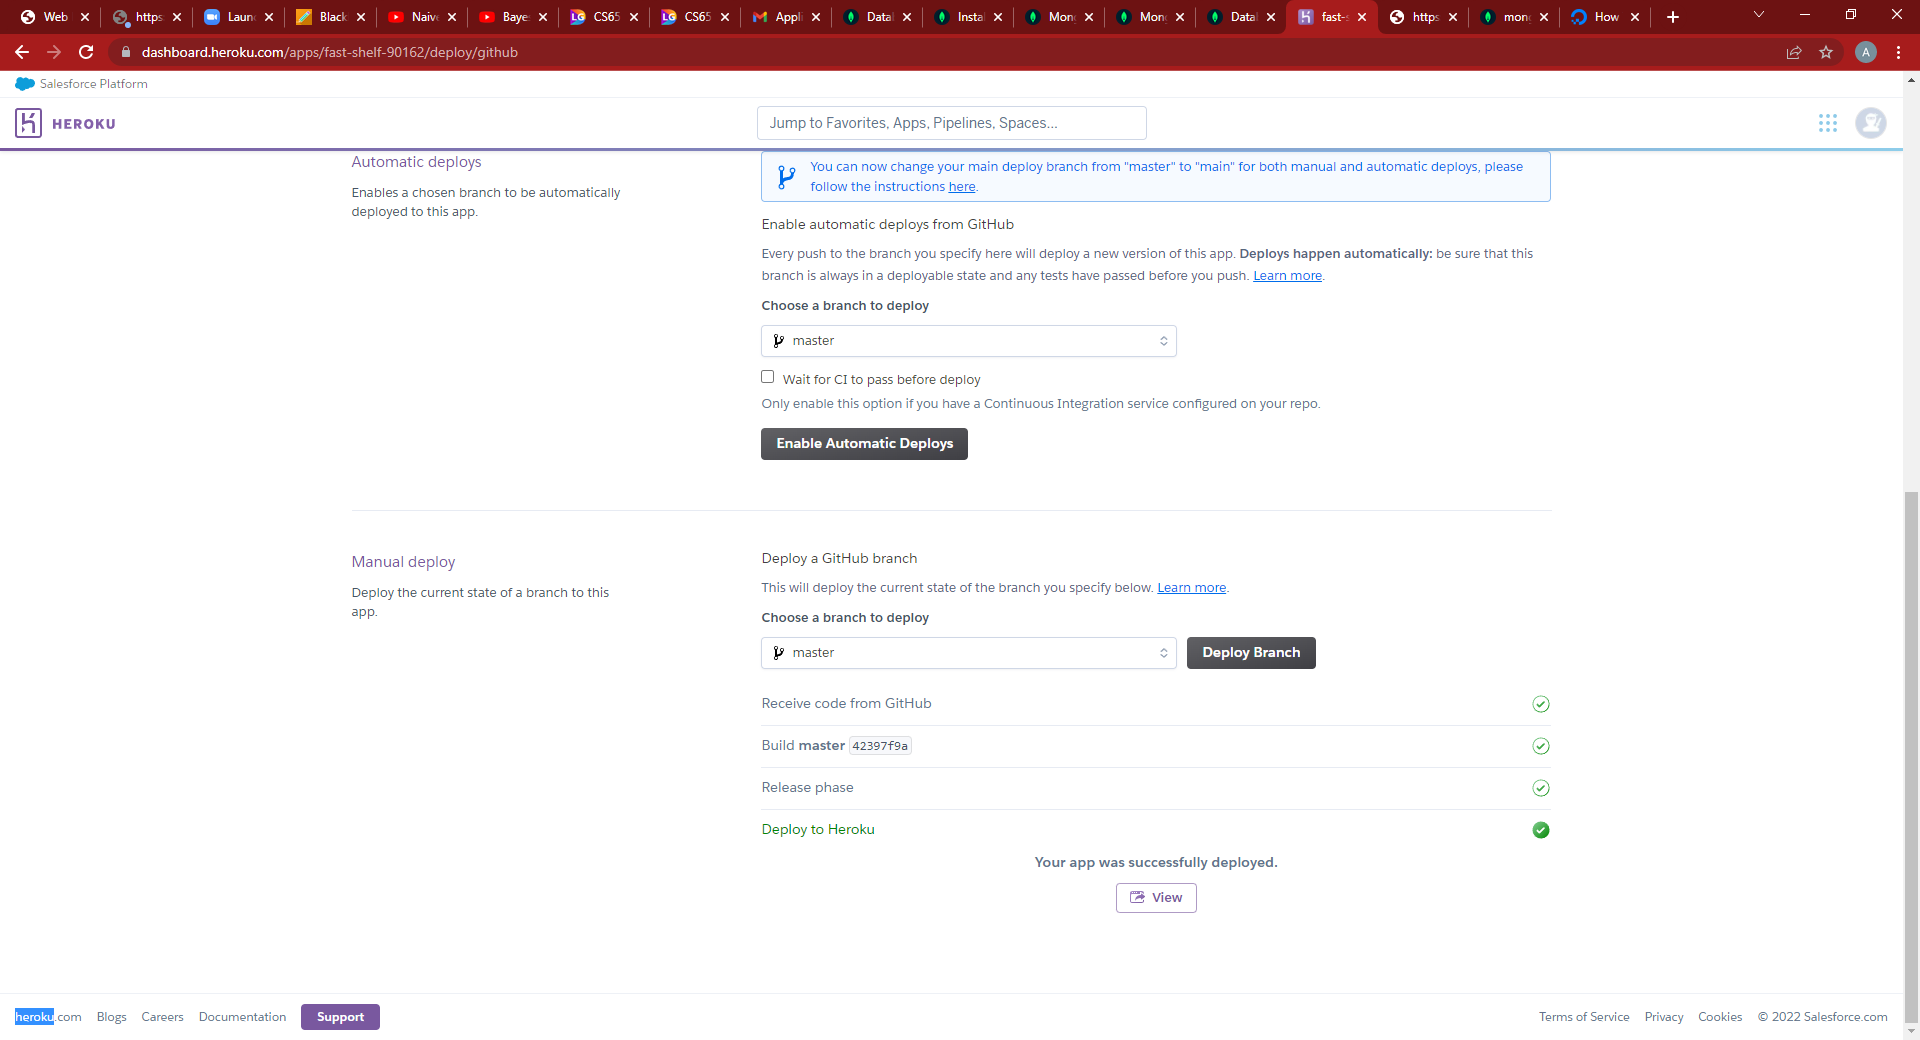 Web
https
Laun
Black
Naive
Baye
CS65
CS65
Appli
Datal
Instal
Mon
Mon
Datal
fast-s
https
mon
How
dashboard.heroku.com/apps/fast-shelf-90162/deploy/github
A
Salesforce Platform
HEROKU
Jump to Favorites, Apps, Pipelines, Spaces...
Automatic deploys
Enables a chosen branch to be automatically
deployed to this app.
You can now change your main deploy branch from "master" to "main" for both manual and automatic deploys, please
follow the instructions here.
Enable automatic deploys from GitHub
Every push to the branch you specify here will deploy a new version of this app. Deploys happen automatically: be sure that this
branch is always in a deployable state and any tests have passed before you push. Learn more.
Choose a branch to deploy
master
Wait for CI to pass before deploy
Only enable this option if you have a Continuous Integration service configured on your repo.
Enable Automatic Deploys
Manual deploy
Deploy the current state of a branch to this
app.
Deploy a GitHub branch
This will deploy the current state of the branch you specify below. Learn more.
Choose a branch to deploy
master
Deploy Branch
Receive code from GitHub
Build master 42397f9a
Release phase
Deploy to Heroku
Your app was successfully deployed.
View
heroku.com Blogs Careers Documentation Support
Terms of Service Privacy Cookies © 2022 Salesforce.com